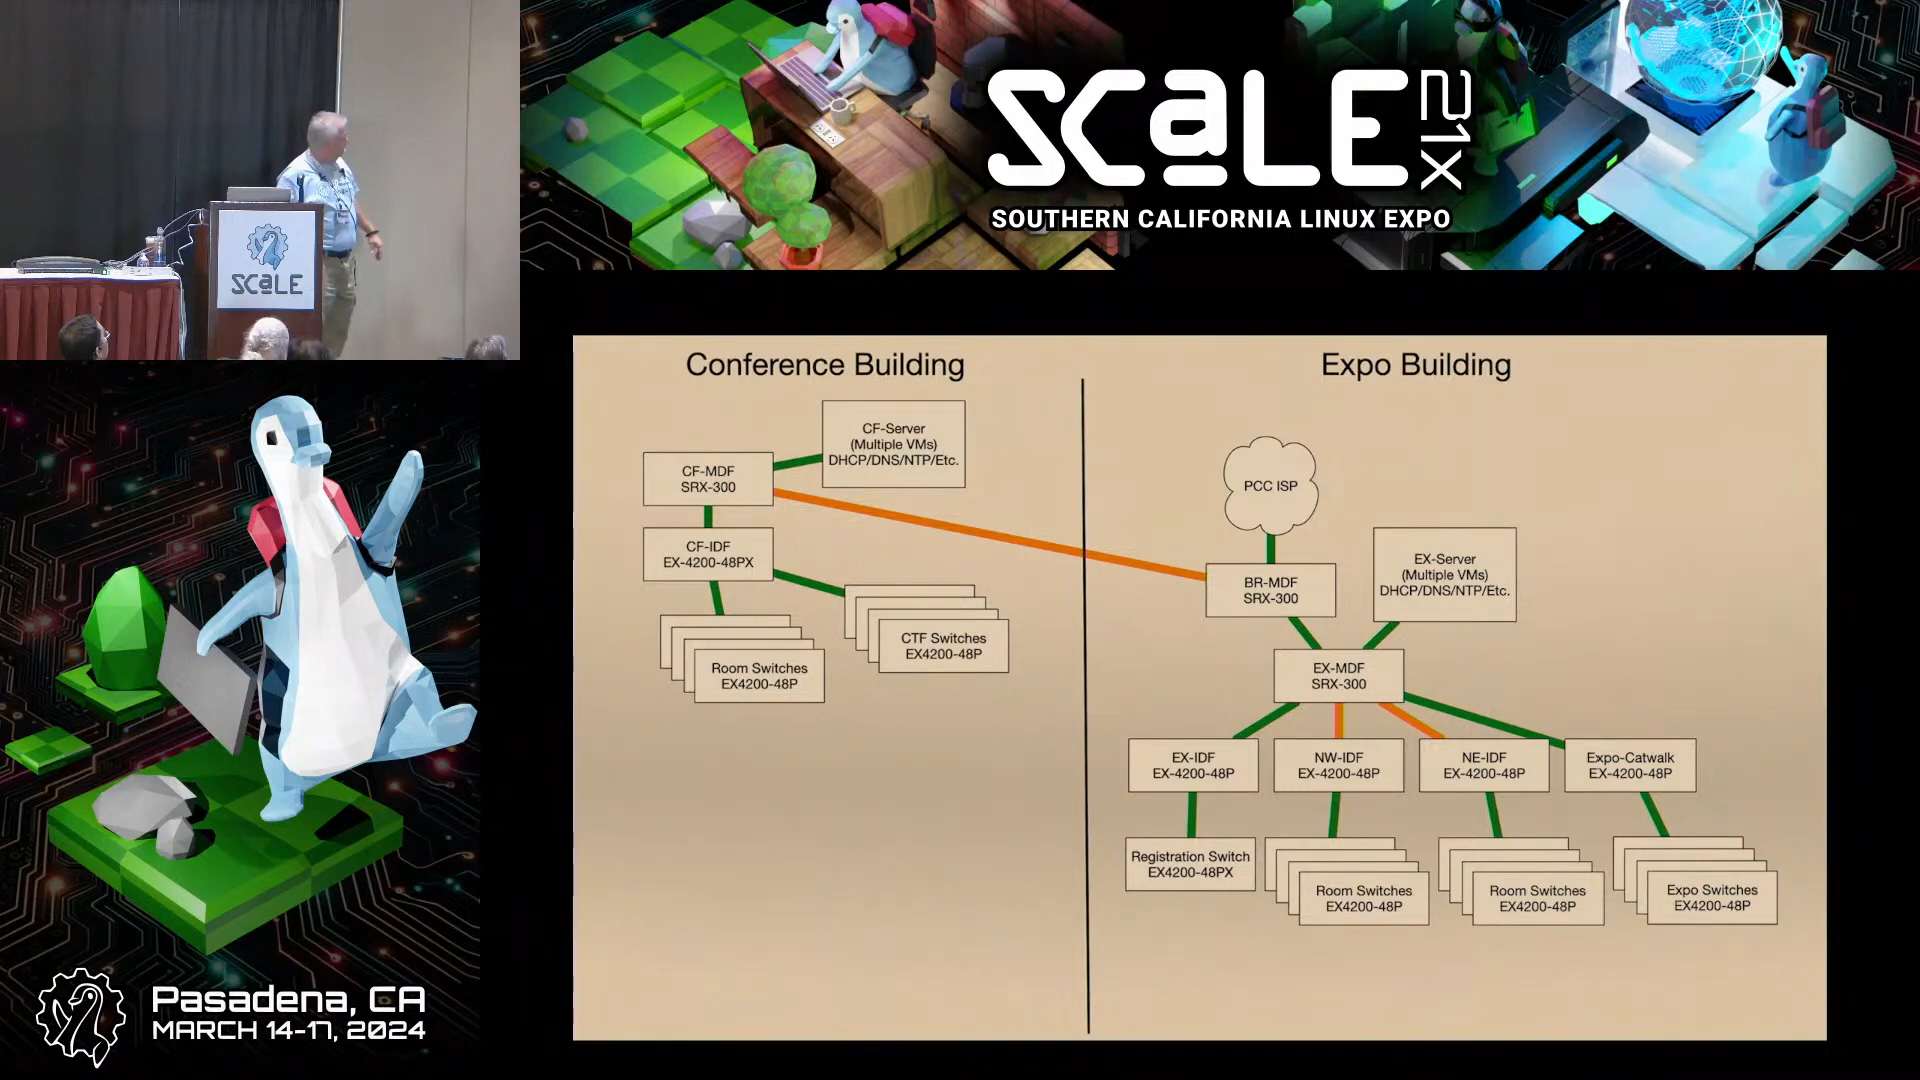 SCALE 21X
SOUTHERN CALIFORNIA LINUX EXPO
SCALE
Conference Building
CF-Server
(Multiple VMs)
DHCP/DNS/NTP/Etc.
CF-MDF
SRX-300
CF-IDF
EX-4200-48PX
CTF Switches
EX4200-48P
Room Switches
EX4200-48P
Expo Building
PCC ISP
BR-MDF
SRX-300
EX-Server
(Multiple VMs)
DHCP/DNS/NTP/Etc.
EX-MDF
SRX-300
EX-IDF
EX-4200-48P
NW-IDF
EX-4200-48P
NE-IDF
EX-4200-48P
Expo-Catwalk
EX-4200-48P
Registration Switch
EX4200-48PX
Room Switches
EX4200-48P
Room Switches
EX4200-48P
Expo Switches
EX4200-48P
Pasadena, CA
MARCH 14-17, 2024